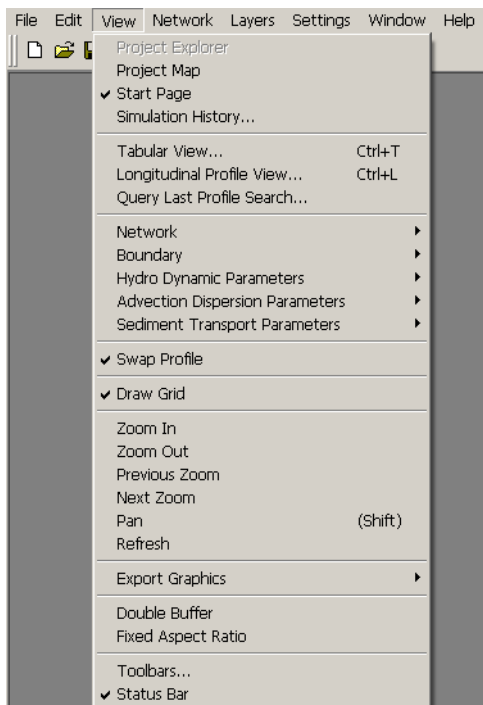 File Edit View Network Layers Settings Window Help
Project Explorer
Project Map
Start Page
Simulation History...
Tabular View... Ctrl+T
Longitudinal Profile View... Ctrl+L
Query Last Profile Search...
Network
Boundary
Hydro Dynamic Parameters
Advection Dispersion Parameters
Sediment Transport Parameters
Swap Profile
Draw Grid
Zoom In
Zoom Out
Previous Zoom
Next Zoom
Pan (Shift)
Refresh
Export Graphics
Double Buffer
Fixed Aspect Ratio
Toolbars...
Status Bar